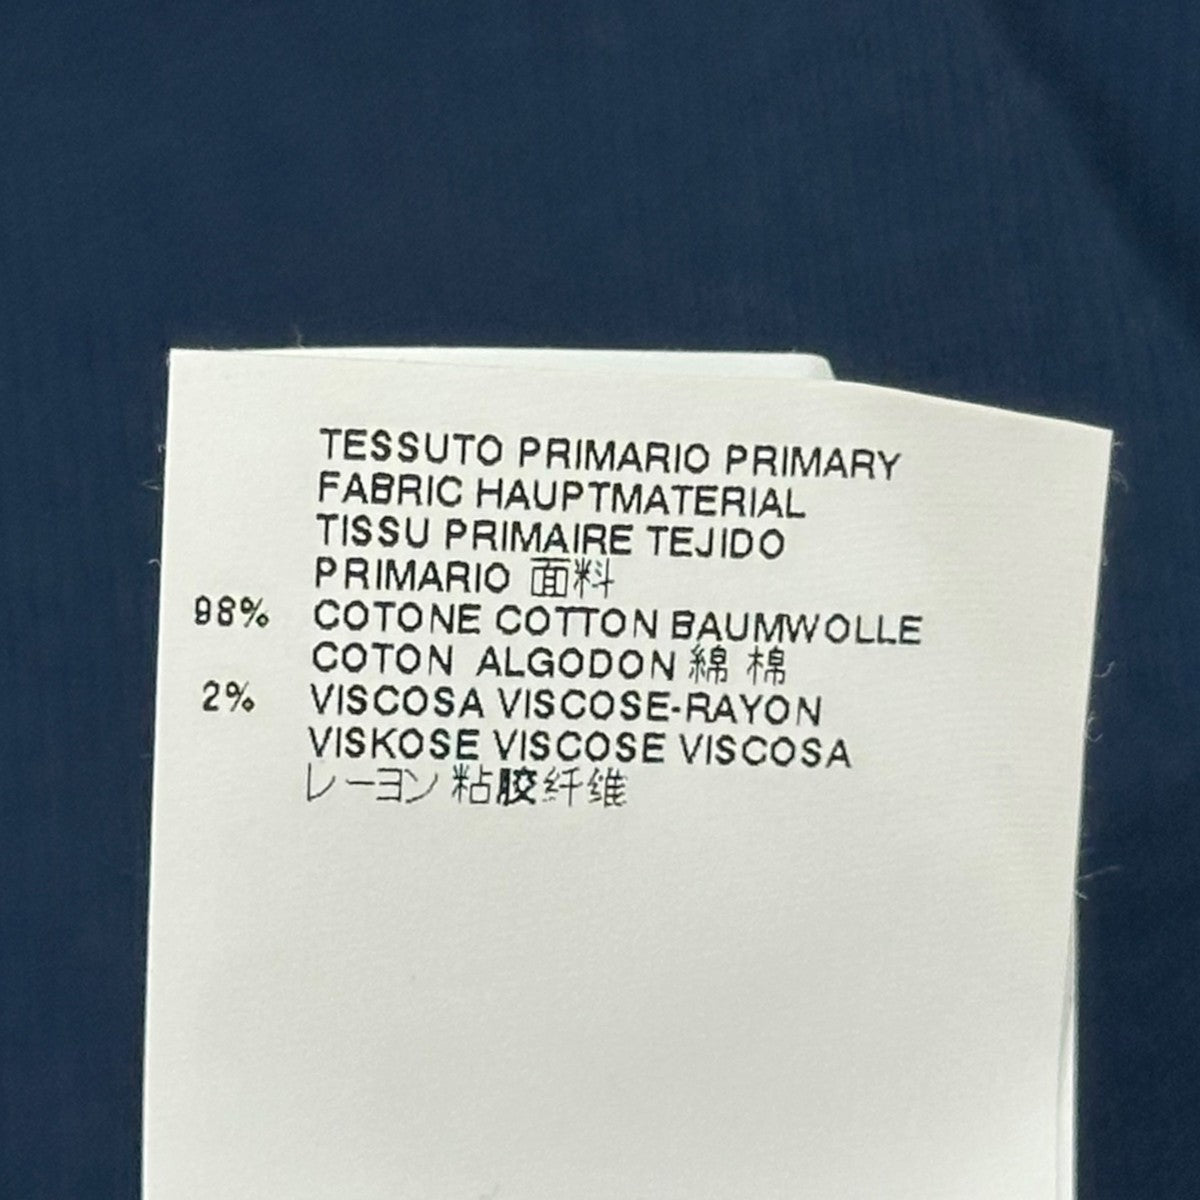 TESSUTO PRIMARIO PRIMARY
FABRIC HAUPTMATERIAL
TISSU PRIMAIRE TEJIDO
PRIMARIO 面料
98% COTONE COTTON BAUMWOLLE
COTON ALGODON 綿 棉
2% VISCOSA VISCOSE-RAYON
VISKOSE VISCOSE VISCOSA
レーヨン 粘胶纤维